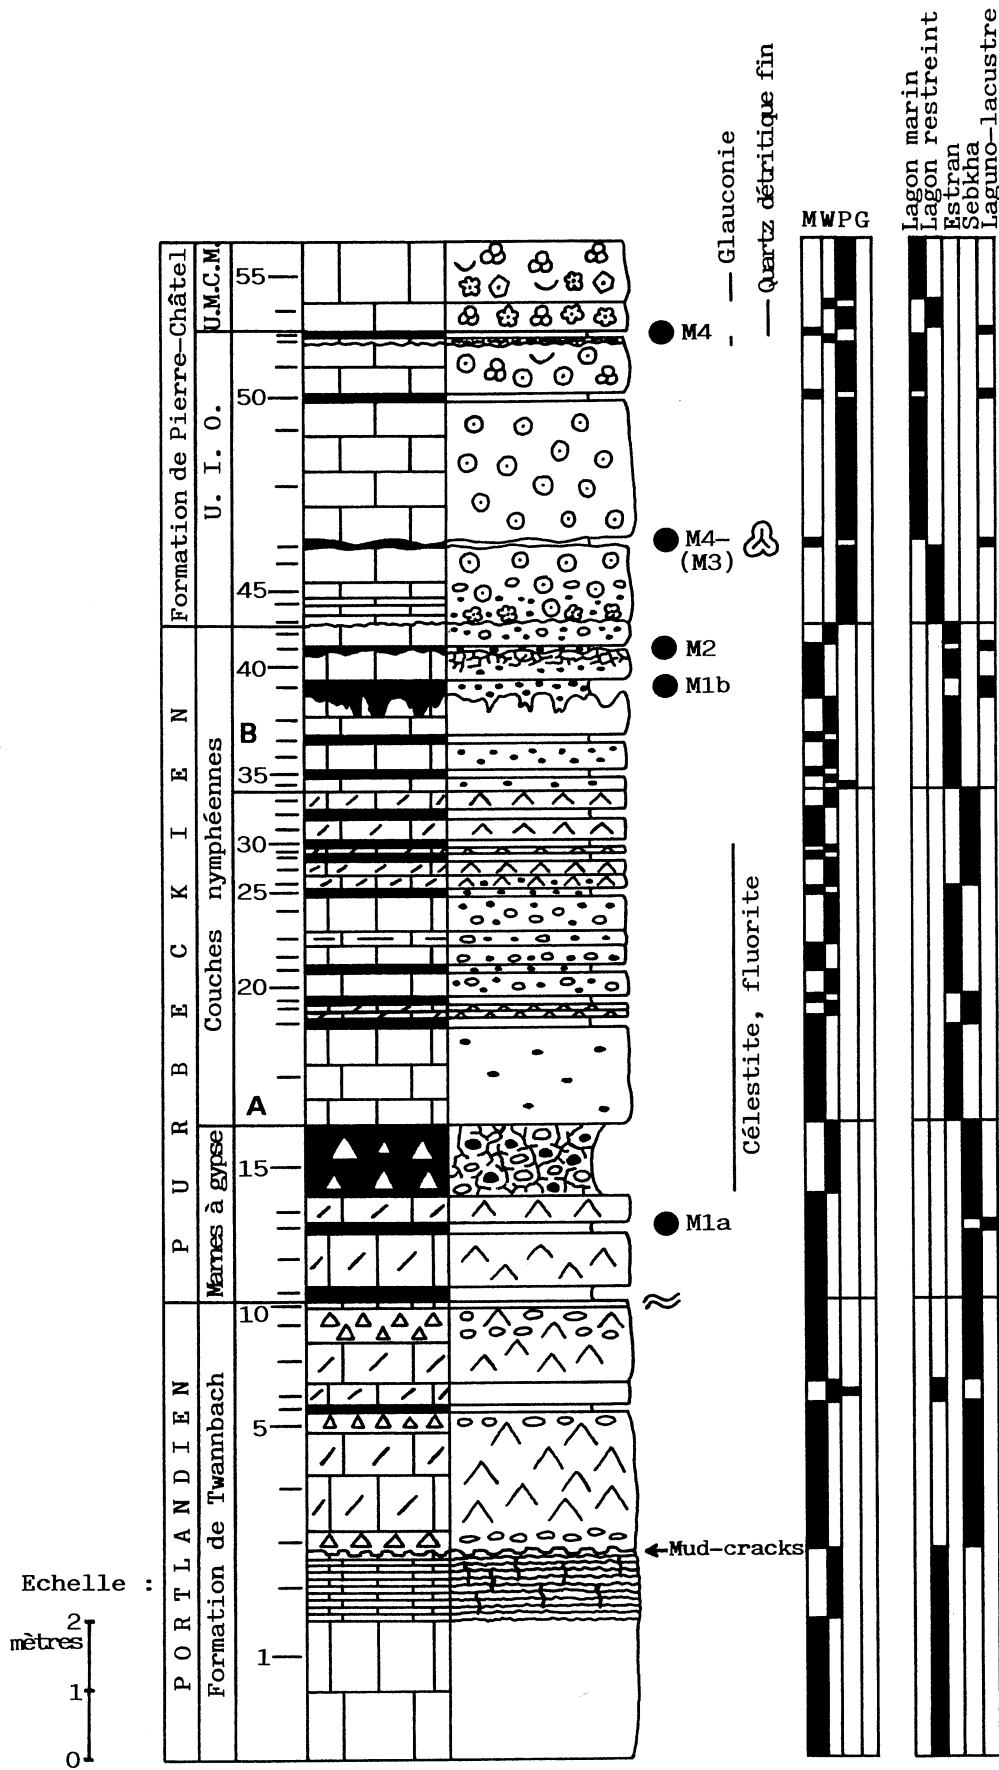 Glauconie
Quartz détritique fin
M W P G
Lagon marin
Lagon restreint
Estran
Sebkha
Laguno-lacustre
Formation de Pierre-Châtel
U.M.C.M.
U. I. O.
55
50
45
40
35
30
25
20
15
10
5
1
M4
M4-
(M3)
M2
M1b
M1a
B
A
PURBECKIEN
Couches nymphéennes
Marnes à gypse
Célestite, fluorite
PORTLANDIEN
Formation de Twannbach
Mud-cracks
Echelle :
2
mètres
1
0